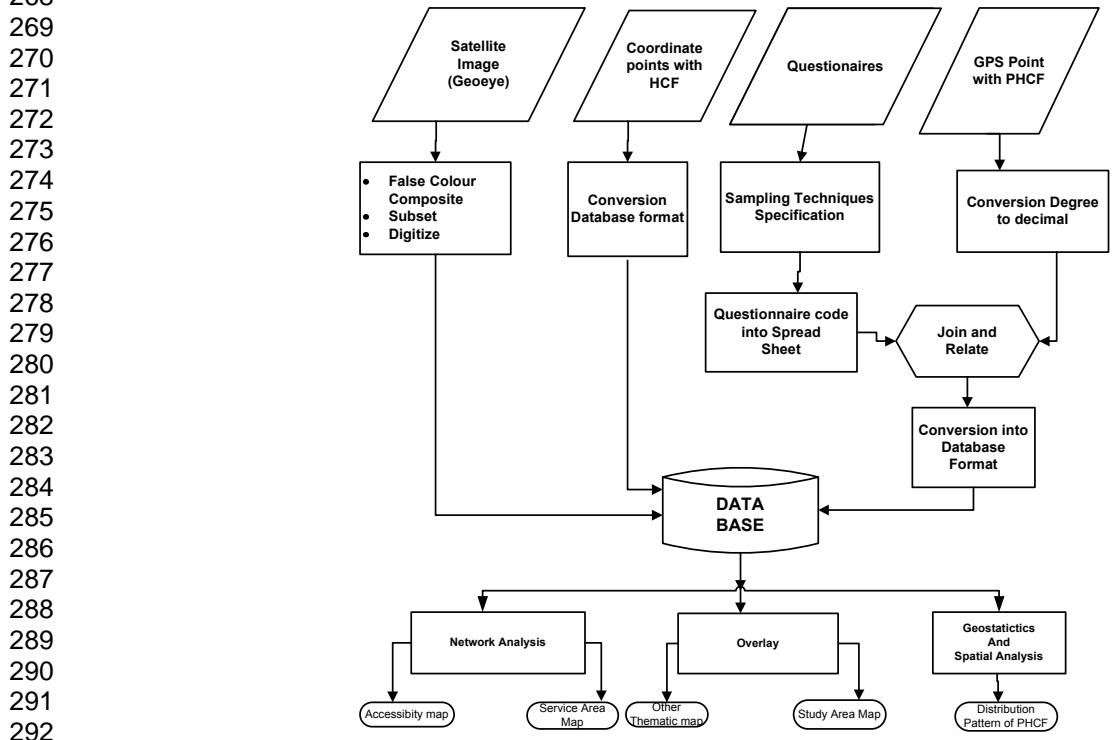 268
269
270
271
272
273
274
275
276
277
278
279
280
281
282
283
284
285
286
287
288
289
290
291
292
Satellite
Image
(Geoeye)
Coordinate
points with
HCF
Questionaires
GPS Point
with PHCF
False Colour
Composite
Subset
Digitize
Conversion
Database format
Sampling Techniques
Specification
Conversion Degree
to decimal
Questionnaire code
into Spread
Sheet
Join and
Relate
Conversion into
Database
Format
DATA
BASE
Network Analysis
Overlay
Geostatictics
And
Spatial Analysis
Accessibity map
Service Area
Map
Other
Thematic map
Study Area Map
Distribution
Pattern of PHCF